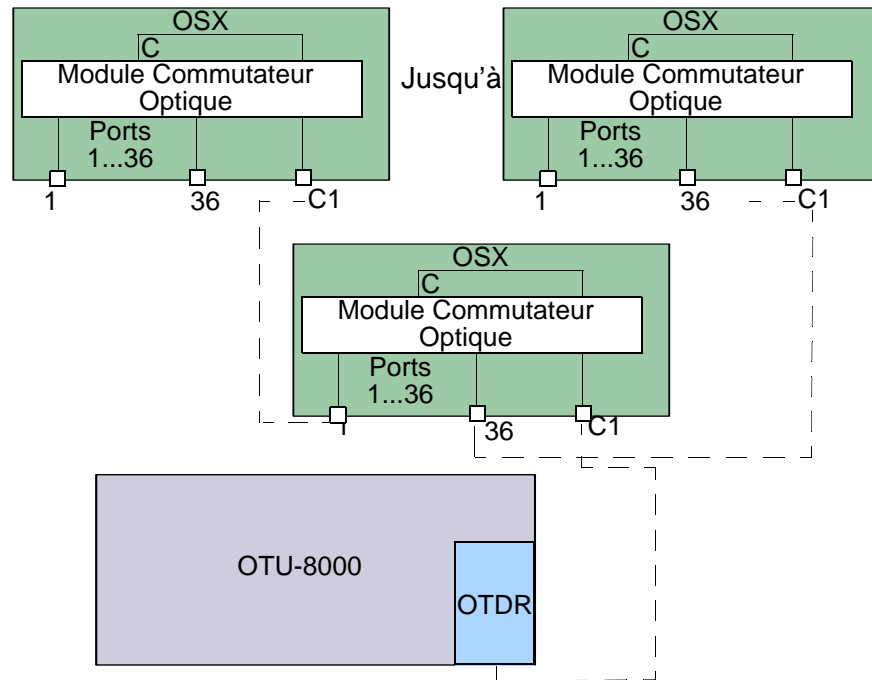 OSX
C
Module Commutateur
Optique
Ports
1...36
1
36
C1
Jusqu'à
OSX
C
Module Commutateur
Optique
Ports
1...36
1
36
C1
OSX
C
Module Commutateur
Optique
Ports
1...36
1
36
C1
OTU-8000
OTDR